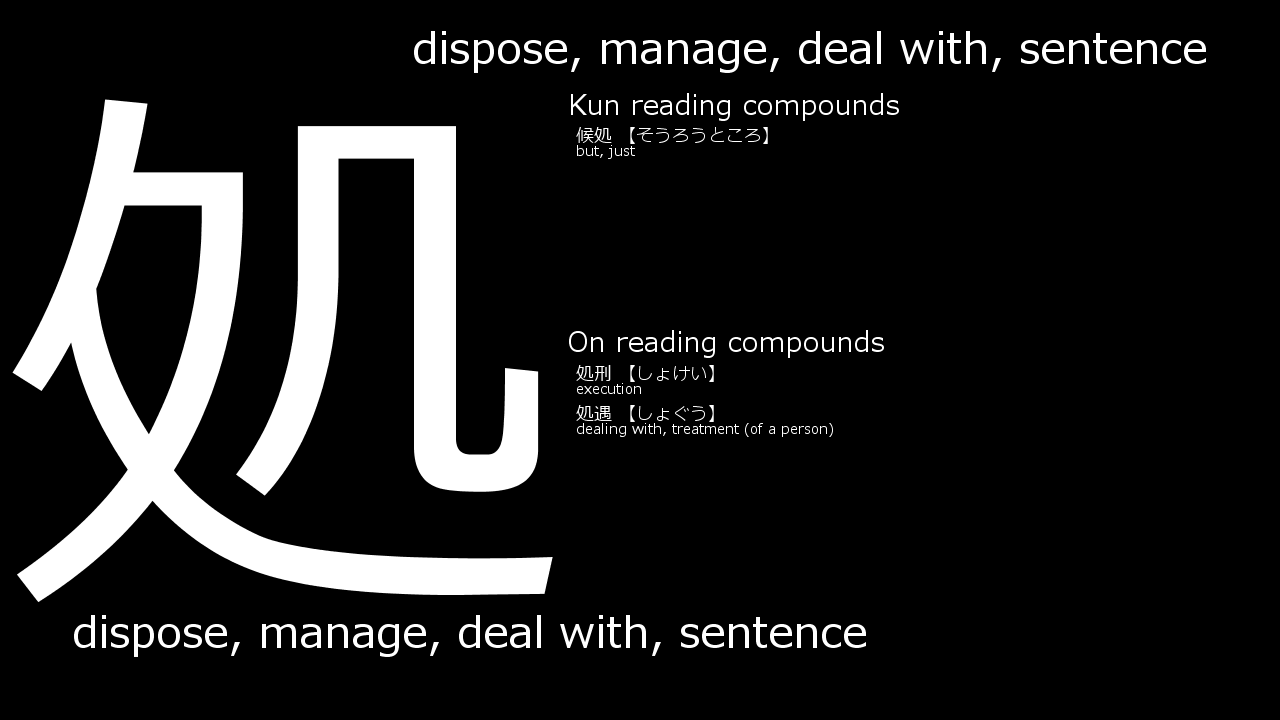 dispose, manage, deal with, sentence
処
Kun reading compounds
候処 【そうろうところ】
but, just
On reading compounds
処刑 【しょけい】
execution
処遇 【しょぐう】
dealing with, treatment (of a person)
dispose, manage, deal with, sentence